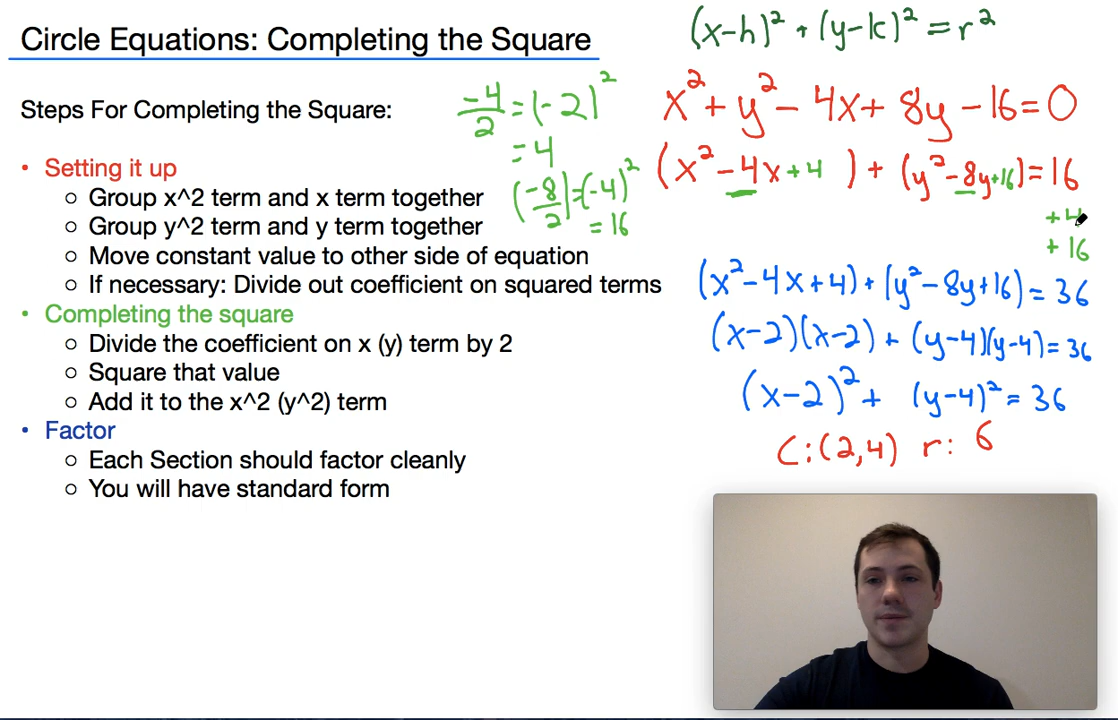 Circle Equations: Completing the Square
(x-h)² + (y-k)² = r²
Steps For Completing the Square:
• Setting it up
○ Group x^2 term and x term together
○ Group y^2 term and y term together
○ Move constant value to other side of equation
○ If necessary: Divide out coefficient on squared terms
• Completing the square
○ Divide the coefficient on x (y) term by 2
○ Square that value
○ Add it to the x^2 (y^2) term
• Factor
○ Each Section should factor cleanly
○ You will have standard form
-4/2 = (-2)²
= 4
(-8/2) = (-4)²
= 16
x² + y² - 4x + 8y - 16 = 0
(x² - 4x + 4 ) + (y² - 8y + 16) = 16
+ 4
+ 16
(x² - 4x + 4) + (y² - 8y + 16) = 36
(x-2)(x-2) + (y-4)(y-4) = 36
(x-2)² + (y-4)² = 36
C: (2,4) r: 6